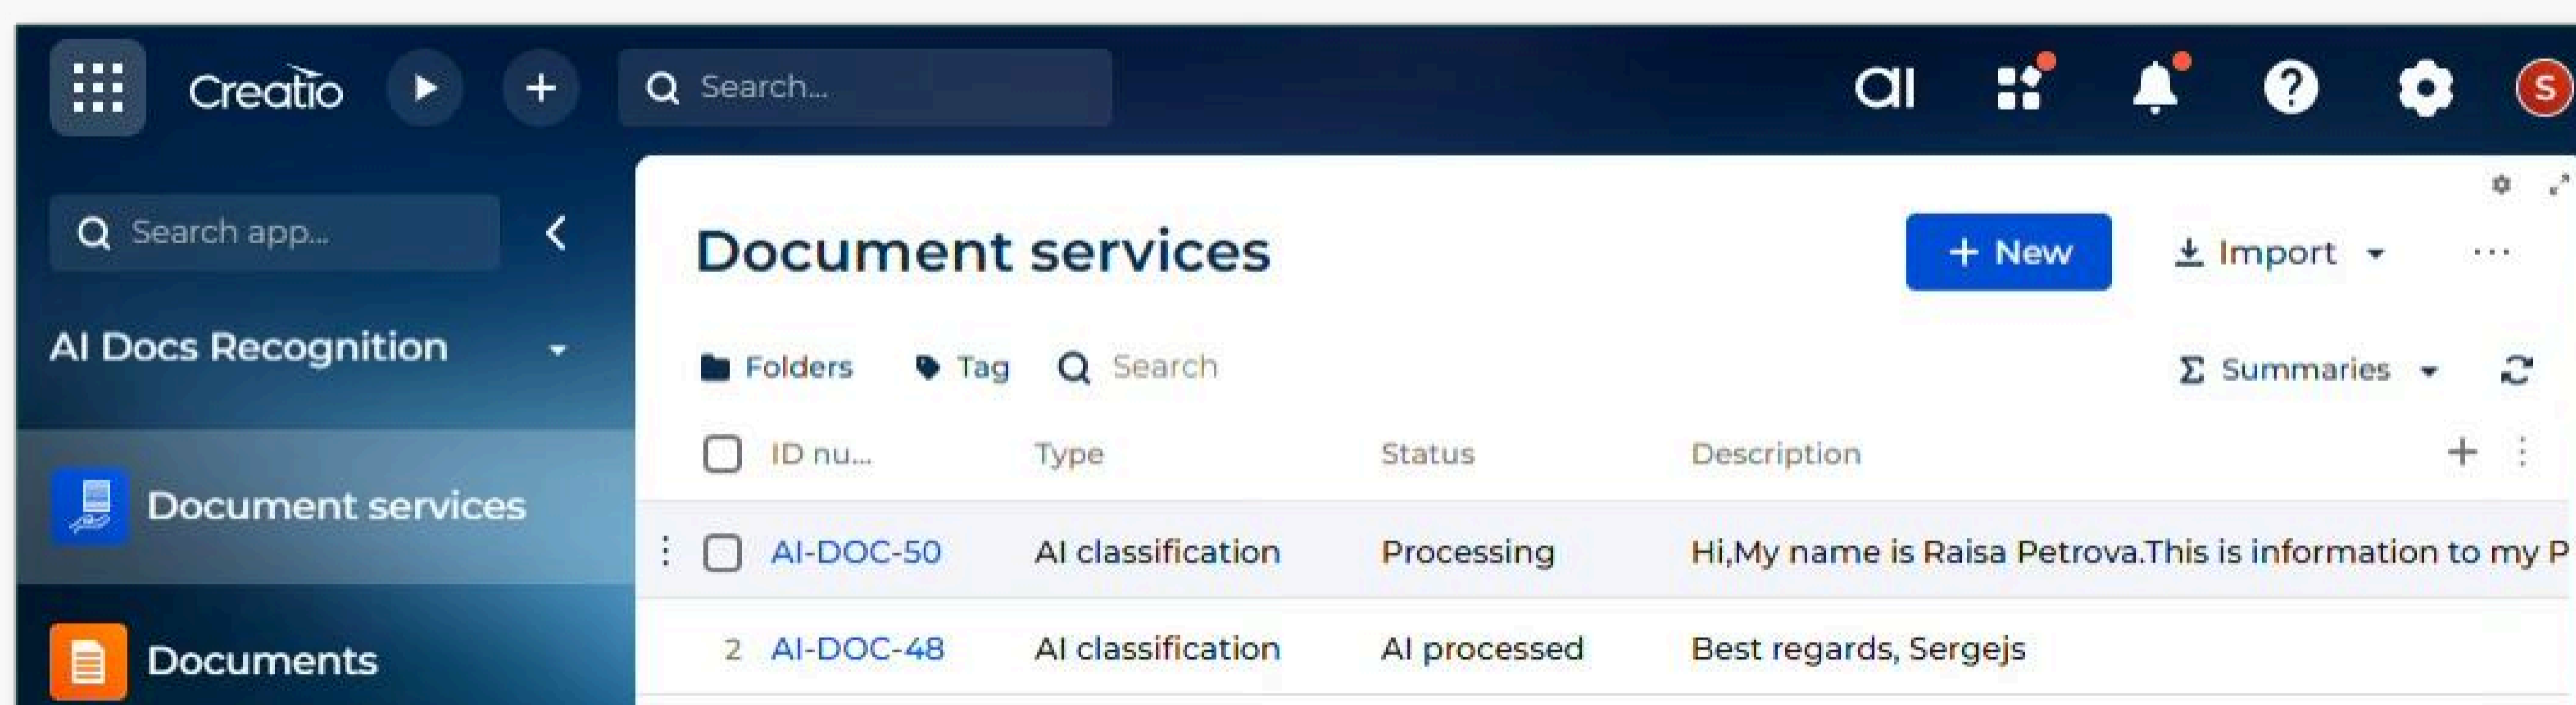 Creatio Search... aı S
Search app...
Document services + New Import ...
AI Docs Recognition
Folders Tag Search Σ Summaries
ID nu... Type Status Description +
Document services
AI-DOC-50 AI classification Processing Hi,My name is Raisa Petrova.This is information to my P
2 AI-DOC-48 AI classification AI processed Best regards, Sergejs
Documents